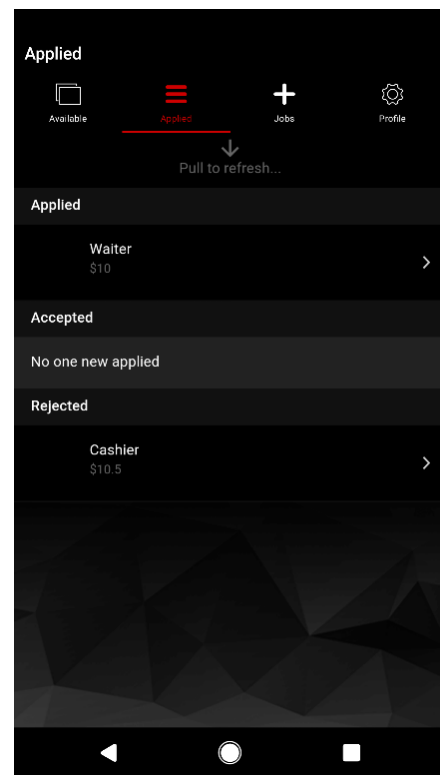 Applied
Available
Applied
Jobs
Profile
Pull to refresh...
Applied
Waiter
$10
Accepted
No one new applied
Rejected
Cashier
$10.5